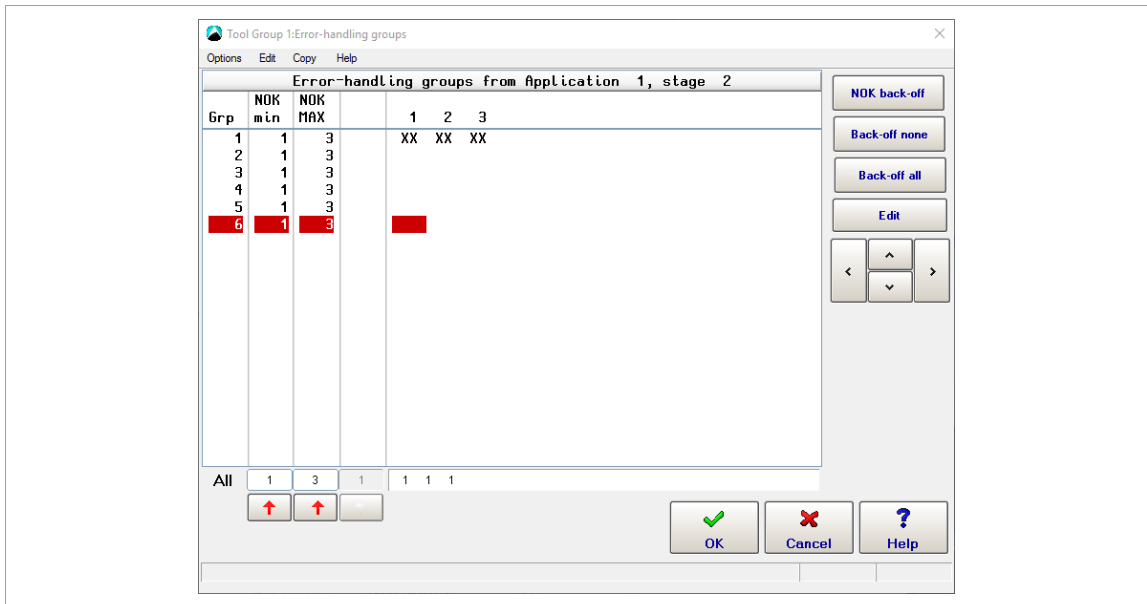 Tool Group 1:Error-handling groups
Options Edit Copy Help
Error-handling groups from Application 1, stage 2
NOK NOK
Grp min MAX 1 2 3
1 1 3 XX XX XX
2 1 3
3 1 3
4 1 3
5 1 3
6 1 3
NOK back-off
Back-off none
Back-off all
Edit
All 1 3 1 1 1 1
OK Cancel Help